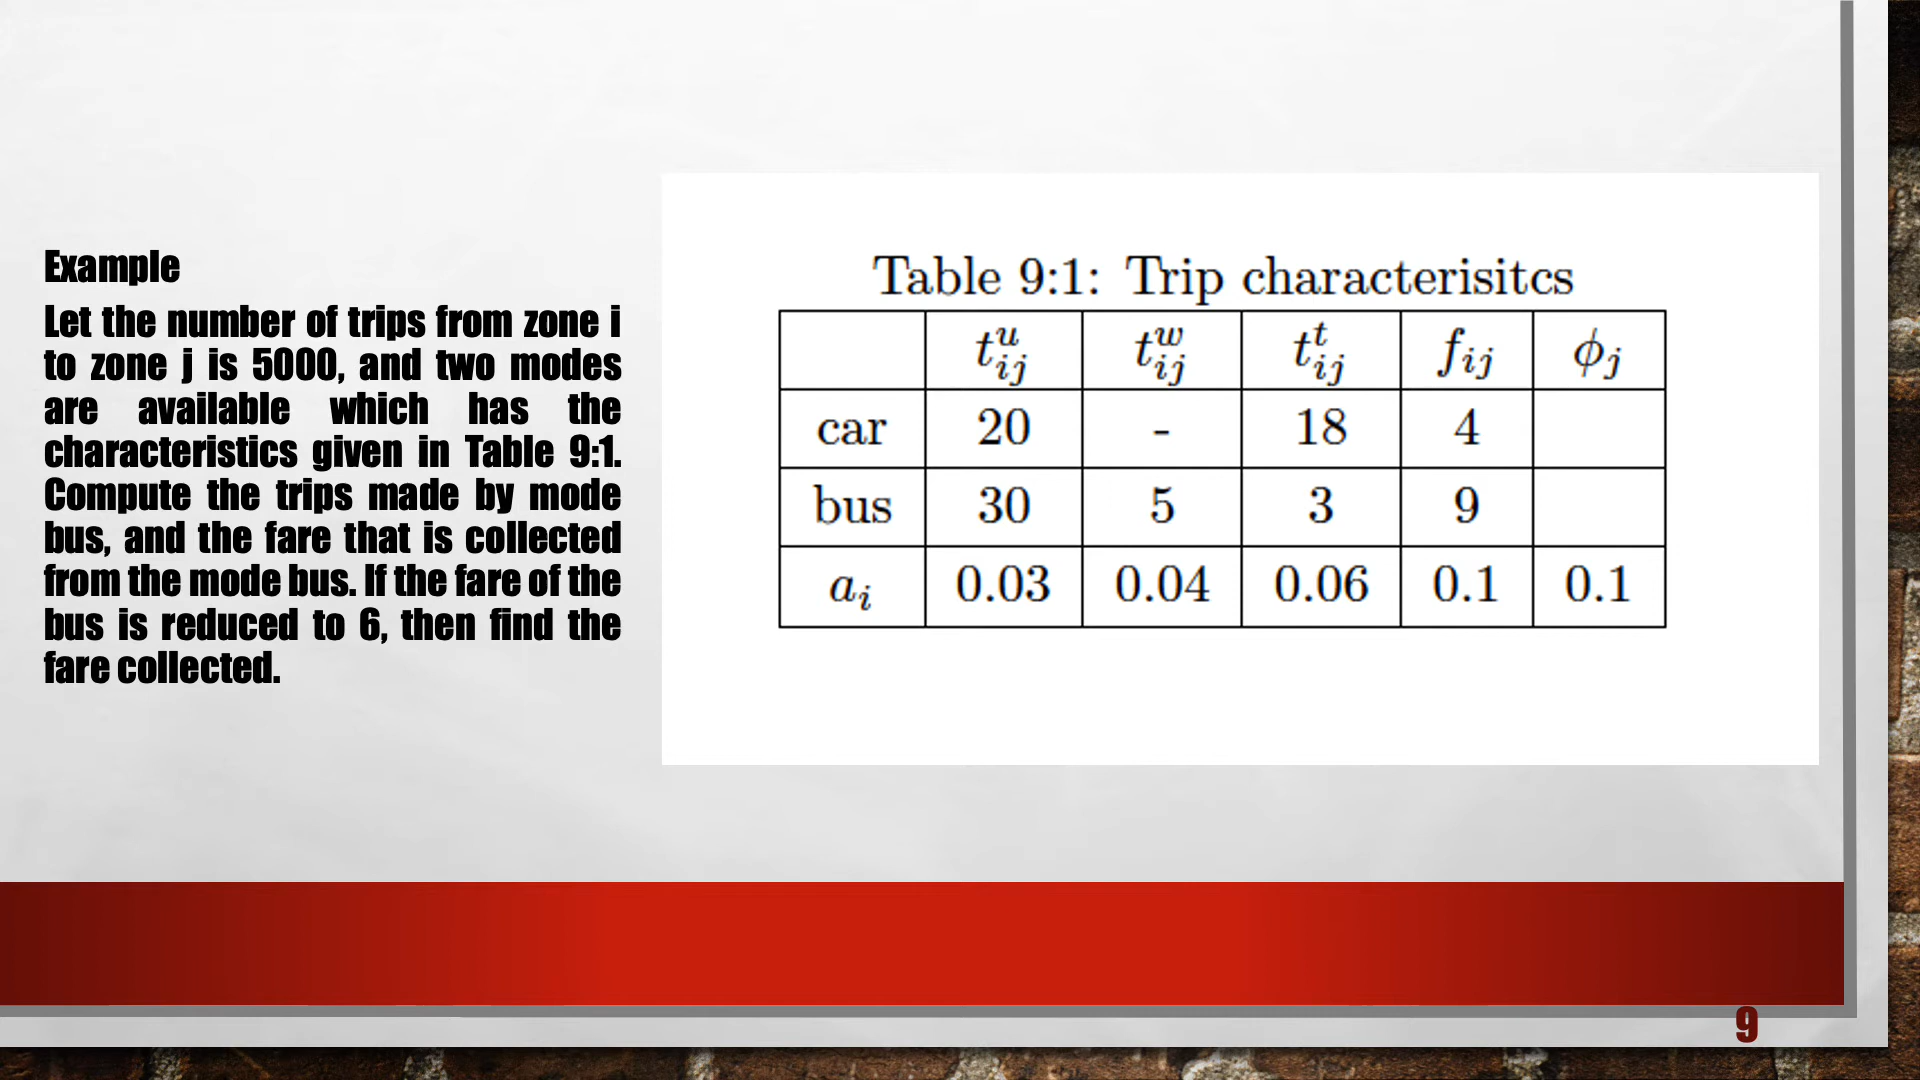 Example
Let the number of trips from zone i
to zone j is 5000, and two modes
are available which has the
characteristics given in Table 9:1.
Compute the trips made by mode
bus, and the fare that is collected
from the mode bus. If the fare of the
bus is reduced to 6, then find the
fare collected.
Table 9:1: Trip characterisitcs
t^u_ij t^w_ij t^t_ij f_ij ϕ_j
car 20 - 18 4
bus 30 5 3 9
a_i 0.03 0.04 0.06 0.1 0.1
9